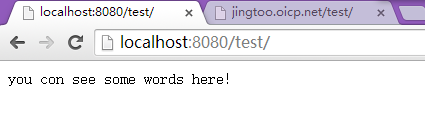 localhost:8080/test/
jingtoo.oicp.net/test/
localhost:8080/test/
you con see some words here!